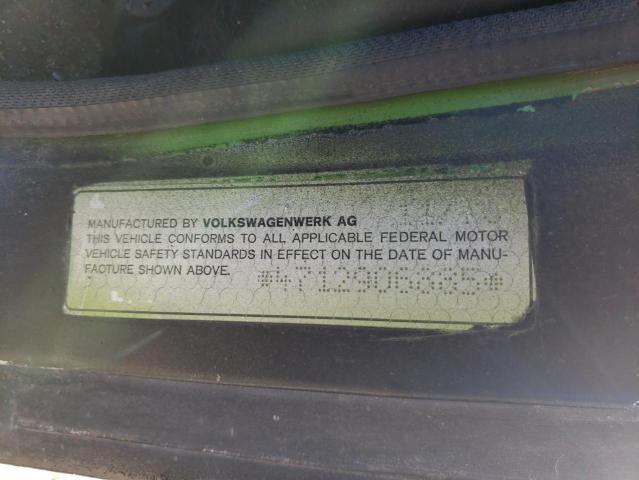 MANUFACTURED BY VOLKSWAGENWERK AG
THIS VEHICLE CONFORMS TO ALL APPLICABLE FEDERAL MOTOR
VEHICLE SAFETY STANDARDS IN EFFECT ON THE DATE OF MANU-
FACTURE SHOWN ABOVE.